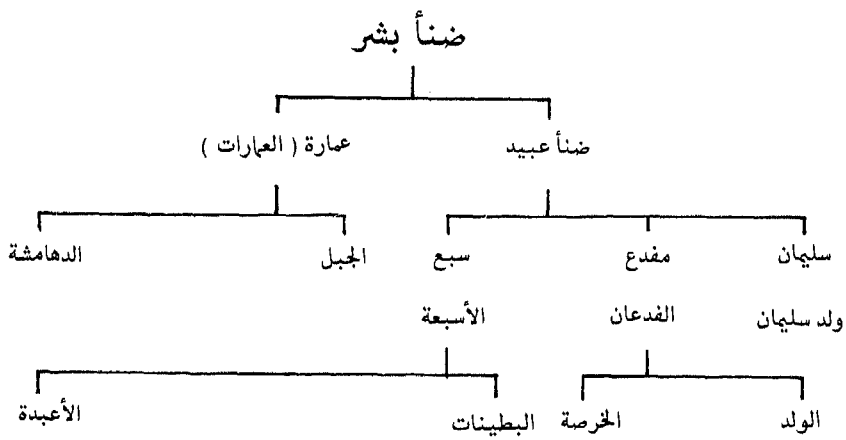 ضنأ بشر
ضنأ عبيد
عمارة ( العمارات )
سليمان
مفدع
سبع
الجبل
الدهامشة
ولد سليمان
الفدعان
الأسبعة
الولد
الخرصة
البطينات
الأعبدة